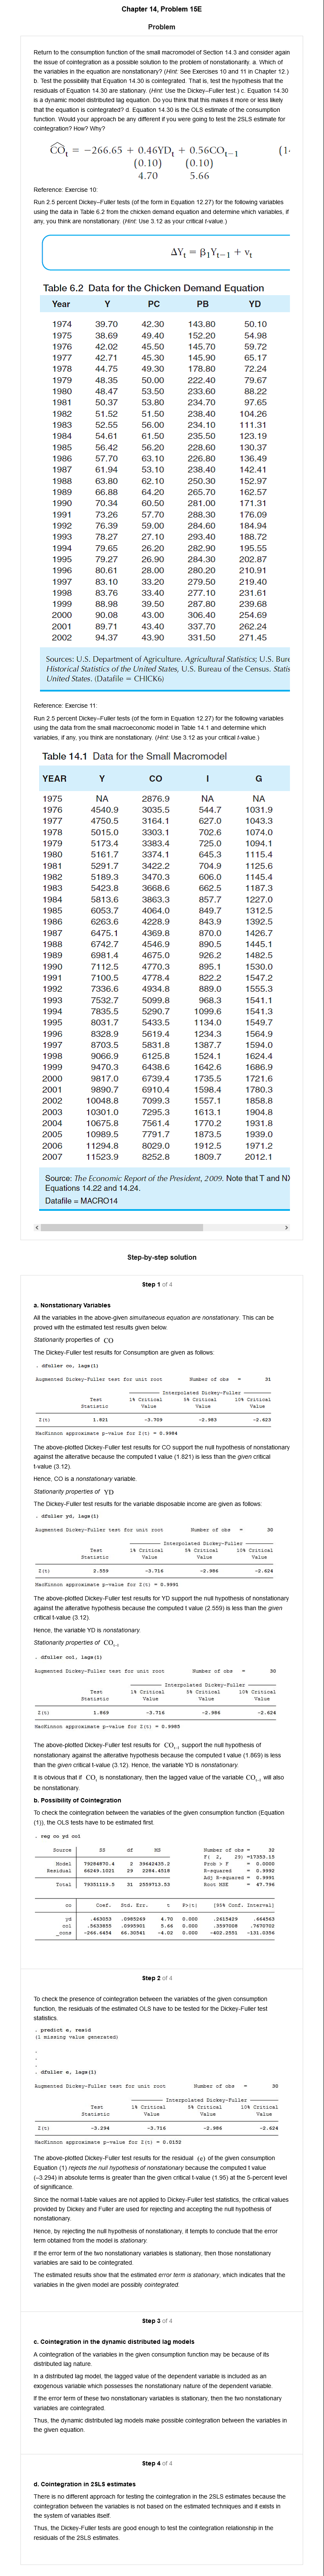 Chapter 14, Problem 15E
Problem
Return to the consumption function of the small macromodel of Section 14.3 and consider again
the issue of cointegration as a possible solution to the problem of nonstationarity. a. Which of
the variables in the equation are nonstationary? (Hint: See Exercises 10 and 11 in Chapter 12.)
b. Test the possibility that Equation 14.30 is cointegrated. That is, test the hypothesis that the
residuals of Equation 14.30 are stationary. (Hint: Use the Dickey–Fuller test.) c. Equation 14.30
is a dynamic model distributed lag equation. Do you think that this makes it more or less likely
that the equation is cointegrated? d. Equation 14.30 is the OLS estimate of the consumption
function. Would your approach be any different if you were going to test the 2SLS estimate for
cointegration? How? Why?
CO_t = −266.65 + 0.46YD_t + 0.56CO_t−1 (1
(0.10) (0.10)
4.70 5.66
Reference: Exercise 10:
Run 2.5 percent Dickey–Fuller tests (of the form in Equation 12.27) for the following variables
using the data in Table 6.2 from the chicken demand equation and determine which variables, if
any, you think are nonstationary. (Hint: Use 3.12 as your critical t-value.)
ΔY_t = β_1Y_t−1 + v_t
Table 6.2 Data for the Chicken Demand Equation
Year Y PC PB YD
1974 39.70 42.30 143.80 50.10
1975 38.69 49.40 152.20 54.98
1976 42.02 45.50 145.70 59.72
1977 42.71 45.30 145.90 65.17
1978 44.75 49.30 178.80 72.24
1979 48.35 50.00 222.40 79.67
1980 48.47 53.50 233.60 88.22
1981 50.37 53.80 234.70 97.65
1982 51.52 51.50 238.40 104.26
1983 52.55 56.00 234.10 111.31
1984 54.61 61.50 235.50 123.19
1985 56.42 56.20 228.60 130.37
1986 57.70 63.10 226.80 136.49
1987 61.94 53.10 238.40 142.41
1988 63.80 62.10 250.30 152.97
1989 66.88 64.20 265.70 162.57
1990 70.34 60.50 281.00 171.31
1991 73.26 57.70 288.30 176.09
1992 76.39 59.00 284.60 184.94
1993 78.27 27.10 293.40 188.72
1994 79.65 26.20 282.90 195.55
1995 79.27 26.90 284.30 202.87
1996 80.61 28.00 280.20 210.91
1997 83.10 33.20 279.50 219.40
1998 83.76 33.40 277.10 231.61
1999 88.98 39.50 287.80 239.68
2000 90.08 43.00 306.40 254.69
2001 89.71 43.40 337.70 262.24
2002 94.37 43.90 331.50 271.45
Sources: U.S. Department of Agriculture. Agricultural Statistics; U.S. Bure
Historical Statistics of the United States, U.S. Bureau of the Census. Statis
United States. (Datafile = CHICK6)
Reference: Exercise 11:
Run 2.5 percent Dickey–Fuller tests (of the form in Equation 12.27) for the following variables
using the data from the small macroeconomic model in Table 14.1 and determine which
variables, if any, you think are nonstationary. (Hint: Use 3.12 as your critical t-value.)
Table 14.1 Data for the Small Macromodel
YEAR Y CO I G
1975 NA 2876.9 NA NA
1976 4540.9 3035.5 544.7 1031.9
1977 4750.5 3164.1 627.0 1043.3
1978 5015.0 3303.1 702.6 1074.0
1979 5173.4 3383.4 725.0 1094.1
1980 5161.7 3374.1 645.3 1115.4
1981 5291.7 3422.2 704.9 1125.6
1982 5189.3 3470.3 606.0 1145.4
1983 5423.8 3668.6 662.5 1187.3
1984 5813.6 3863.3 857.7 1227.0
1985 6053.7 4064.0 849.7 1312.5
1986 6263.6 4228.9 843.9 1392.5
1987 6475.1 4369.8 870.0 1426.7
1988 6742.7 4546.9 890.5 1445.1
1989 6981.4 4675.0 926.2 1482.5
1990 7112.5 4770.3 895.1 1530.0
1991 7100.5 4778.4 822.2 1547.2
1992 7336.6 4934.8 889.0 1555.3
1993 7532.7 5099.8 968.3 1541.1
1994 7835.5 5290.7 1099.6 1541.3
1995 8031.7 5433.5 1134.0 1549.7
1996 8328.9 5619.4 1234.3 1564.9
1997 8703.5 5831.8 1387.7 1594.0
1998 9066.9 6125.8 1524.1 1624.4
1999 9470.3 6438.6 1642.6 1686.9
2000 9817.0 6739.4 1735.5 1721.6
2001 9890.7 6910.4 1598.4 1780.3
2002 10048.8 7099.3 1557.1 1858.8
2003 10301.0 7295.3 1613.1 1904.8
2004 10675.8 7561.4 1770.2 1931.8
2005 10989.5 7791.7 1873.5 1939.0
2006 11294.8 8029.0 1912.5 1971.2
2007 11523.9 8252.8 1809.7 2012.1
Source: The Economic Report of the President, 2009. Note that T and NX
Equations 14.22 and 14.24.
Datafile = MACRO14
Step-by-step solution
Step 1 of 4
a. Nonstationary Variables
All the variables in the above-given simultaneous equation are nonstationary. This can be
proved with the estimated test results given below.
Stationarity properties of CO
The Dickey-Fuller test results for Consumption are given as follows:
. dfuller co, lags(1)
Augmented Dickey-Fuller test for unit root Number of obs = 31
Interpolated Dickey-Fuller
Test 1% Critical 5% Critical 10% Critical
Statistic Value Value Value
Z(t) 1.821 -3.709 -2.983 -2.623
MacKinnon approximate p-value for Z(t) = 0.9984
The above-plotted Dickey-Fuller test results for CO support the null hypothesis of nonstationary
against the alterative because the computed t value (1.821) is less than the given critical
t-value (3.12).
Hence, CO is a nonstationary variable.
Stationarity properties of YD
The Dickey-Fuller test results for the variable disposable income are given as follows:
. dfuller yd, lags(1)
Augmented Dickey-Fuller test for unit root Number of obs = 30
Interpolated Dickey-Fuller
Test 1% Critical 5% Critical 10% Critical
Statistic Value Value Value
Z(t) 2.559 -3.716 -2.986 -2.624
MacKinnon approximate p-value for Z(t) = 0.9991
The above-plotted Dickey-Fuller test results for YD support the null hypothesis of nonstationary
against the alternative hypothesis because the computed t value (2.559) is less than the given
critical t-value (3.12).
Hence, the variable YD is nonstationary.
Stationarity properties of CO_t−1
. dfuller co1, lags(1)
Augmented Dickey-Fuller test for unit root Number of obs = 30
Interpolated Dickey-Fuller
Test 1% Critical 5% Critical 10% Critical
Statistic Value Value Value
Z(t) 1.869 -3.716 -2.986 -2.624
MacKinnon approximate p-value for Z(t) = 0.9985
The above-plotted Dickey-Fuller test results for CO_t−1 support the null hypothesis of
nonstationary against the alterative hypothesis because the computed t value (1.869) is less
than the given critical t-value (3.12). Hence, the variable YD is nonstationary.
It is obvious that if CO_t is nonstationary, then the lagged value of the variable CO_t−1 will also
be nonstationary.
b. Possibility of Cointegration
To check the cointegration between the variables of the given consumption function (Equation
(1)), the OLS tests have to be estimated first.
. reg co yd co1
Source SS df MS Number of obs = 32
F( 2, 29) =17353.15
Model 79284870.4 2 39642435.2 Prob > F = 0.0000
Residual 66249.1021 29 2284.4518 R-squared = 0.9992
Adj R-squared = 0.9991
Total 79351119.5 31 2559713.53 Root MSE = 47.796
co Coef. Std. Err. t P>|t| [95% Conf. Interval]
yd .463053 .0985269 4.70 0.000 .2615429 .664563
co1 .5633855 .0995901 5.66 0.000 .3597008 .7670702
_cons -266.6454 66.30541 -4.02 0.000 -402.2551 -131.0356
Step 2 of 4
To check the presence of cointegration between the variables of the given consumption
function, the residuals of the estimated OLS have to be tested for the Dickey-Fuller test
statistics.
. predict e, resid
(1 missing value generated)
.
.
.
. dfuller e, lags(1)
Augmented Dickey-Fuller test for unit root Number of obs = 30
Interpolated Dickey-Fuller
Test 1% Critical 5% Critical 10% Critical
Statistic Value Value Value
Z(t) -3.294 -3.716 -2.986 -2.624
MacKinnon approximate p-value for Z(t) = 0.0152
The above-plotted Dickey-Fuller test results for the residual (e) of the given consumption
Equation (1) rejects the null hypothesis of nonstationary because the computed t value
(–3.294) in absolute terms is greater than the given critical t-value (1.95) at the 5-percent level
of significance.
Since the normal t-table values are not applied to Dickey-Fuller test statistics, the critical values
provided by Dickey and Fuller are used for rejecting and accepting the null hypothesis of
nonstationary.
Hence, by rejecting the null hypothesis of nonstationary, it tempts to conclude that the error
term obtained from the model is stationary.
If the error term of the two nonstationary variables is stationary, then those nonstationary
variables are said to be cointegrated.
The estimated results show that the estimated error term is stationary, which indicates that the
variables in the given model are possibly cointegrated.
Step 3 of 4
c. Cointegration in the dynamic distributed lag models
A cointegration of the variables in the given consumption function may be because of its
distributed lag nature.
In a distributed lag model, the lagged value of the dependent variable is included as an
exogenous which possesses the nonstationary nature of the dependent variable.
If the error term of these two nonstationary variables is stationary, then the two nonstationary
variables are cointegrated.
Thus, the dynamic distributed lag models make possible cointegration between the variables in
the given equation.
Step 4 of 4
d. Cointegration in 2SLS estimates
There is no different approach for testing the cointegration in the 2SLS estimates because the
cointegration between the variables is not based on the estimated techniques and it exists in
the system of variables itself.
Thus, the Dickey-Fuller tests are good enough to test the cointegration relationship in the
residuals of the 2SLS estimates.